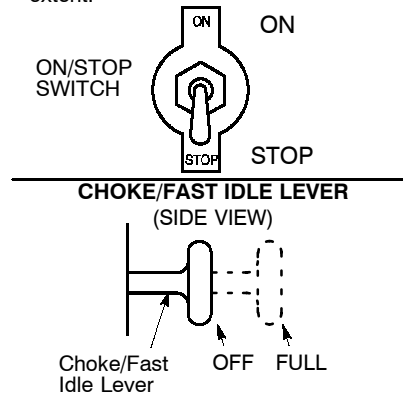 extent.
ON
ON
ON/STOP
SWITCH
STOP
STOP
CHOKE/FAST IDLE LEVER
(SIDE VIEW)
Choke/Fast
Idle Lever
OFF
FULL